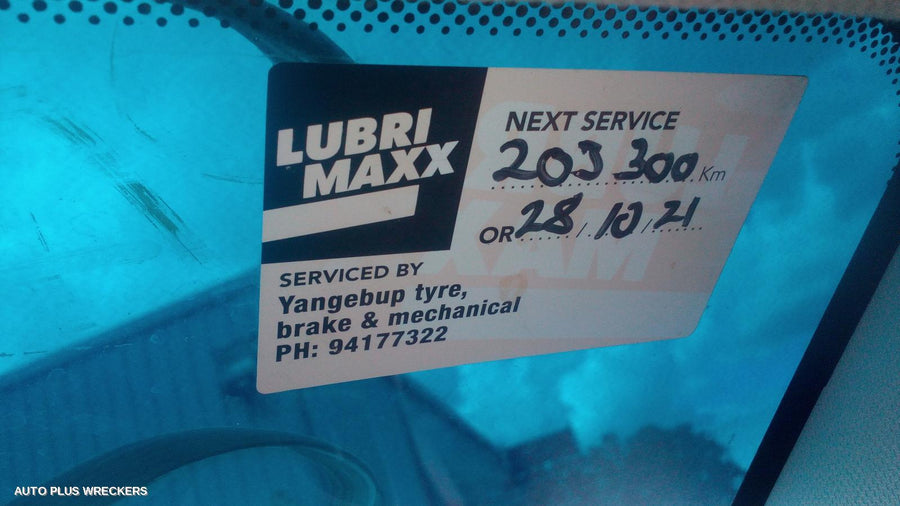 LUBRI
MAXX
NEXT SERVICE
203 300 Km
OR 28/10/21
SERVICED BY
Yangebup tyre,
brake & mechanical
PH: 94177322
AUTO PLUS WRECKERS